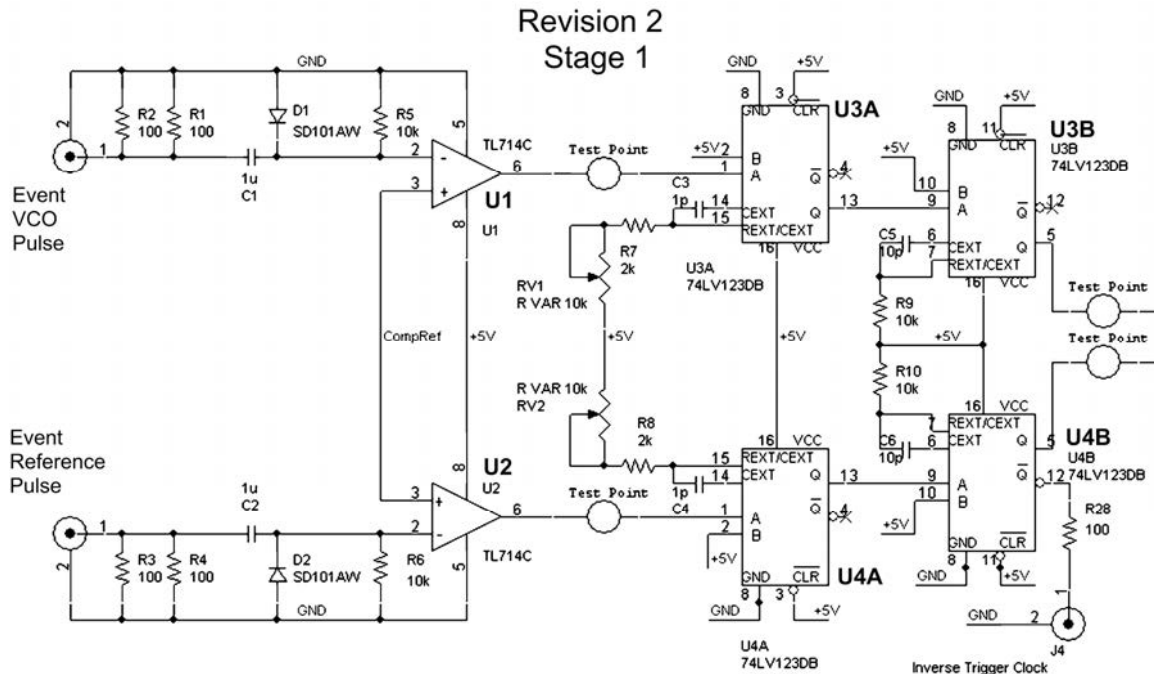 Revision 2
Stage 1
GND
2
R2
100
R1
100
D1
SD101AW
R5
10k
5
1
1u
C1
2
3
-
+
TL714C
6
U1
8
U1
Event
VCO
Pulse
Test Point
GND
+5V
8
3
GND
CLR
U3A
+5V
2
1
B
A
Q
4
C3
1p
14
15
CEXT
REXT/CEXT
Q
13
16
VCC
U3A
74LV123DB
R7
2k
RV1
R VAR 10k
+5V
R VAR 10k
RV2
R8
2k
CompRef
+5V
+5V
GND
+5V
8
11
GND
CLR
U3B
U3B
74LV123DB
+5V
10
9
B
A
Q
12
C5
10p
6
7
CEXT
REXT/CEXT
Q
5
16
VCC
R9
10k
+5V
R10
10k
Test Point
Test Point
Event
Reference
Pulse
1
2
R3
100
R4
100
1u
C2
D2
SD101AW
R6
10k
GND
3
2
+
-
8
U2
U2
6
TL714C
5
Test Point
1p
C4
16
VCC
15
14
REXT/CEXT
CEXT
Q
13
1
2
A
B
Q
4
+5V
GND
CLR
U4A
GND
8
3
+5V
U4A
74LV123DB
16
VCC
7
6
REXT/CEXT
CEXT
C6
10p
Q
5
U4B
U4B
74LV123DB
9
10
A
B
Q
12
+5V
GND
CLR
GND
8
11
+5V
R28
100
1
GND
2
J4
Inverse Trigger Clock